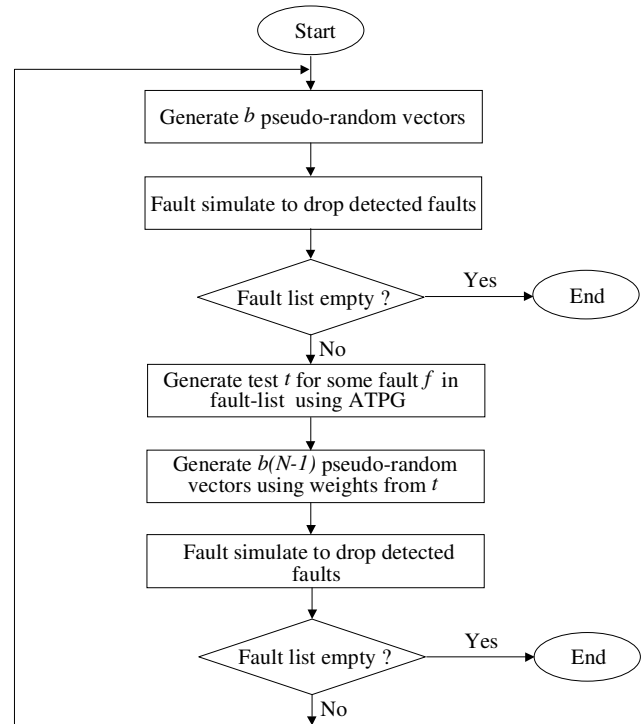 Start
Generate b pseudo-random vectors
Fault simulate to drop detected faults
Fault list empty ?
Yes
End
No
Generate test t for some fault f in
fault-list using ATPG
Generate b(N-1) pseudo-random
vectors using weights from t
Fault simulate to drop detected
faults
Fault list empty ?
Yes
End
No